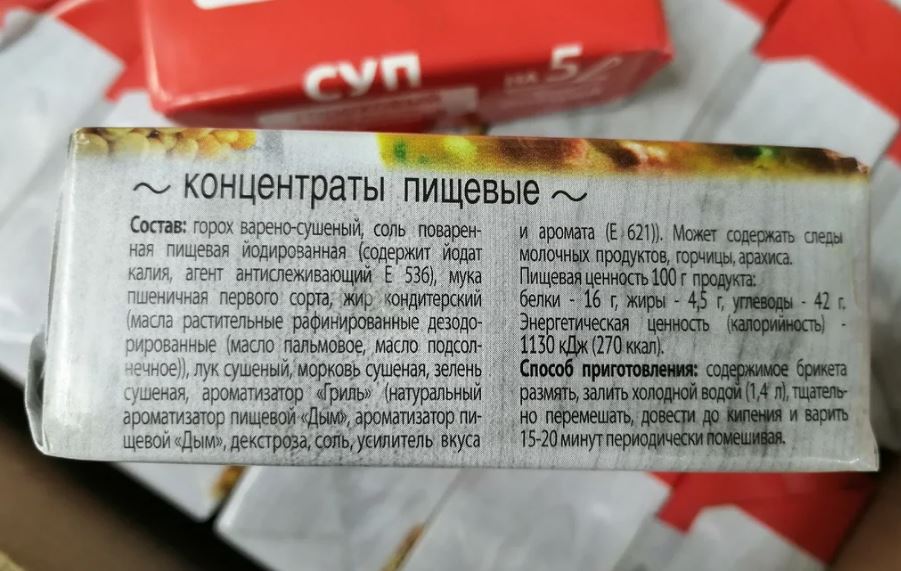 суп
на 5
~ концентраты пищевые ~
Состав: горох варено-сушеный, соль поварен-
ная пищевая йодированная (содержит йодат
калия, агент антислеживающий Е 536), мука
пшеничная первого сорта, жир кондитерский
(масла растительные рафинированные дезодо-
рированные (масло пальмовое, масло подсол-
нечное)), лук сушеный, морковь сушеная, зелень
сушеная, ароматизатор «Гриль» (натуральный
ароматизатор пищевой «Дым», ароматизатор пи-
щевой «Дым», декстроза, соль, усилитель вкуса
и аромата (Е 621)). Может содержать следы
молочных продуктов, горчицы, арахиса.
Пищевая ценность 100 г продукта:
белки - 16 г, жиры - 4,5 г, углеводы - 42 г.
Энергетическая ценность (калорийность) -
1130 кДж (270 ккал).
Способ приготовления: содержимое брикета
размять, залить холодной водой (1,4 л), тщатель-
но перемешать, довести до кипения и варить
15-20 минут периодически помешивая.